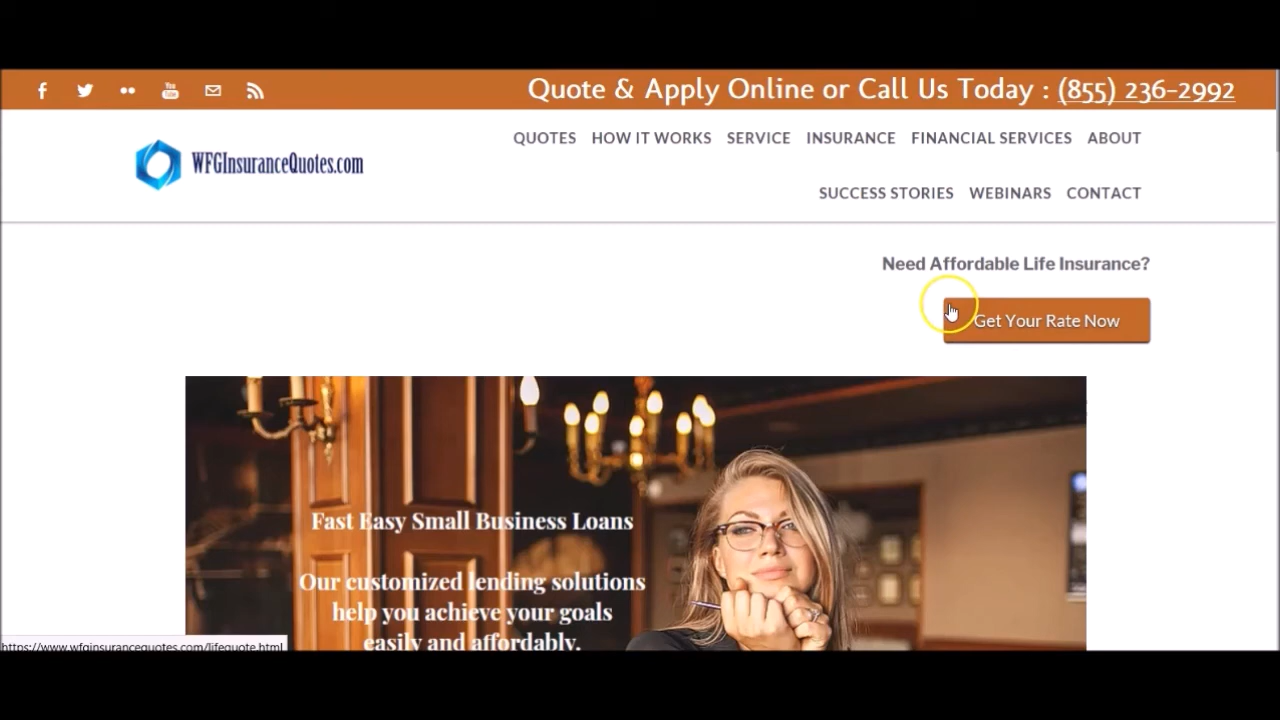 Quote & Apply Online or Call Us Today : (855) 236-2992
You Tube
WFGInsuranceQuotes.com
QUOTES HOW IT WORKS SERVICE INSURANCE FINANCIAL SERVICES ABOUT
SUCCESS STORIES WEBINARS CONTACT
Need Affordable Life Insurance?
Get Your Rate Now
Fast Easy Small Business Loans
Our customized lending solutions
help you achieve your goals
easily and affordably.
https://www.wfginsurancequotes.com/lifequote.html